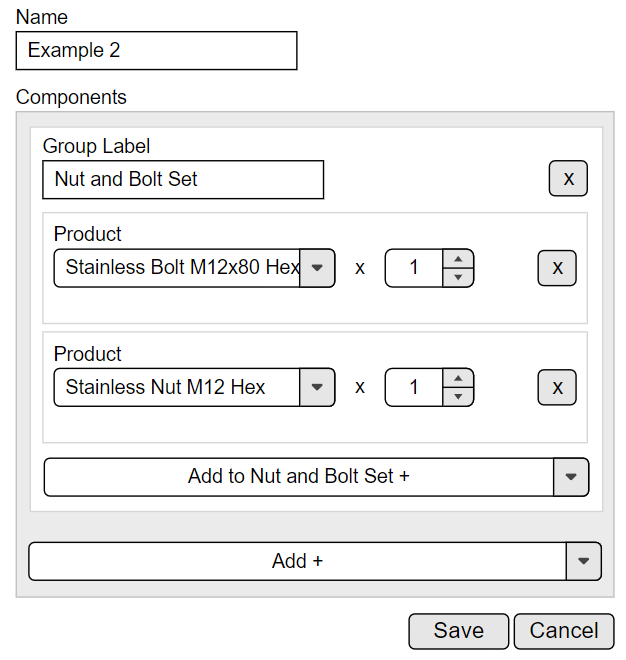 Name
Example 2
Components
Group Label
Nut and Bolt Set
x
Product
Stainless Bolt M12x80 Hex x 1 x
Product
Stainless Nut M12 Hex x 1 x
Add to Nut and Bolt Set +
Add +
Save Cancel